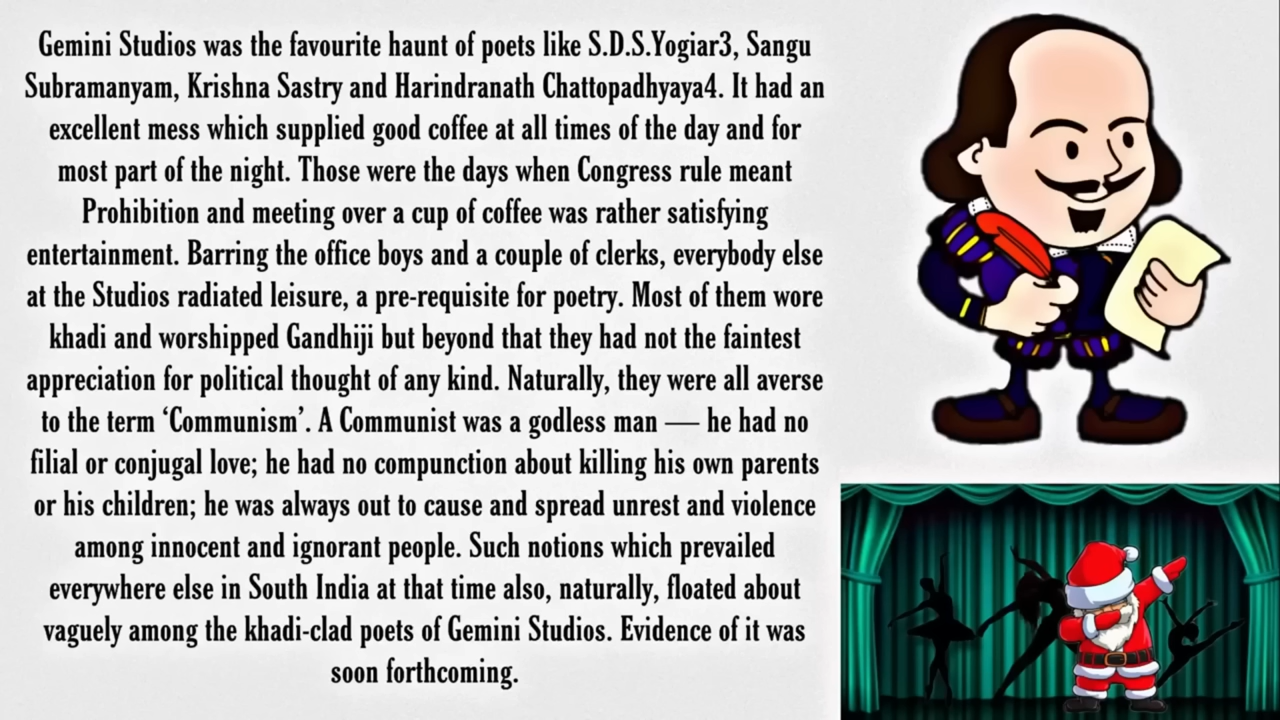 Gemini Studios was the favourite haunt of poets like S.D.S.Yogiar3, Sangu
Subramanyam, Krishna Sastry and Harindranath Chattopadhyaya4. It had an
excellent mess which supplied good coffee at all times of the day and for
most part of the night. Those were the days when Congress rule meant
Prohibition and meeting over a cup of coffee was rather satisfying
entertainment. Barring the office boys and a couple of clerks, everybody else
at the Studios radiated leisure, a pre-requisite for poetry. Most of them wore
khadi and worshipped Gandhiji but beyond that they had not the faintest
appreciation for political thought of any kind. Naturally, they were all averse
to the term ‘Communism’. A Communist was a godless man — he had no
filial or conjugal love; he had no compunction about killing his own parents
or his children; he was always out to cause and spread unrest and violence
among innocent and ignorant people. Such notions which prevailed
everywhere else in South India at that time also, naturally, floated about
vaguely among the khadi-clad poets of Gemini Studios. Evidence of it was
soon forthcoming.